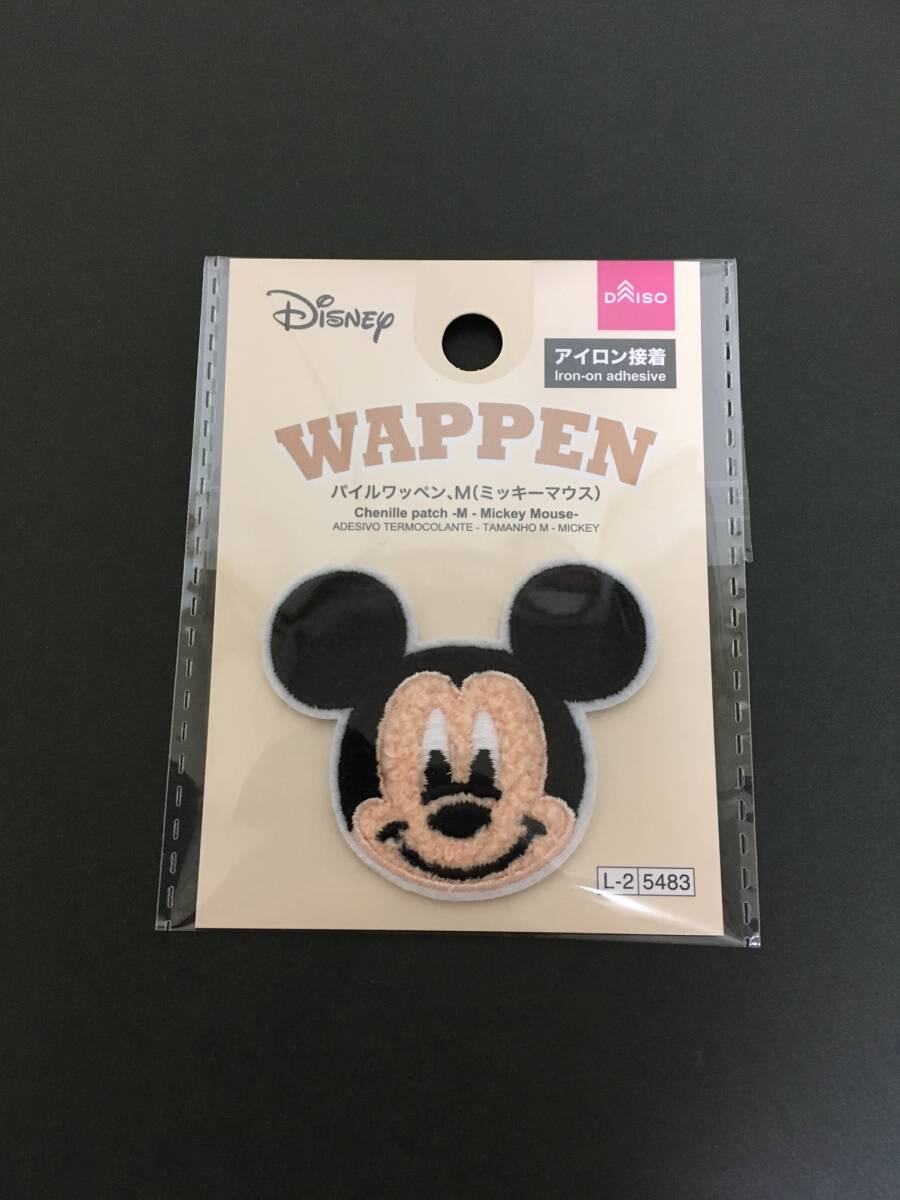 Disney
DAISO
アイロン接着
Iron-on adhesive
WAPPEN
パイルワッペン、M(ミッキーマウス)
Chenille patch -M - Mickey Mouse-
ADESIVO TERMOCOLANTE - TAMANHO M - MICKEY
L-2 5483